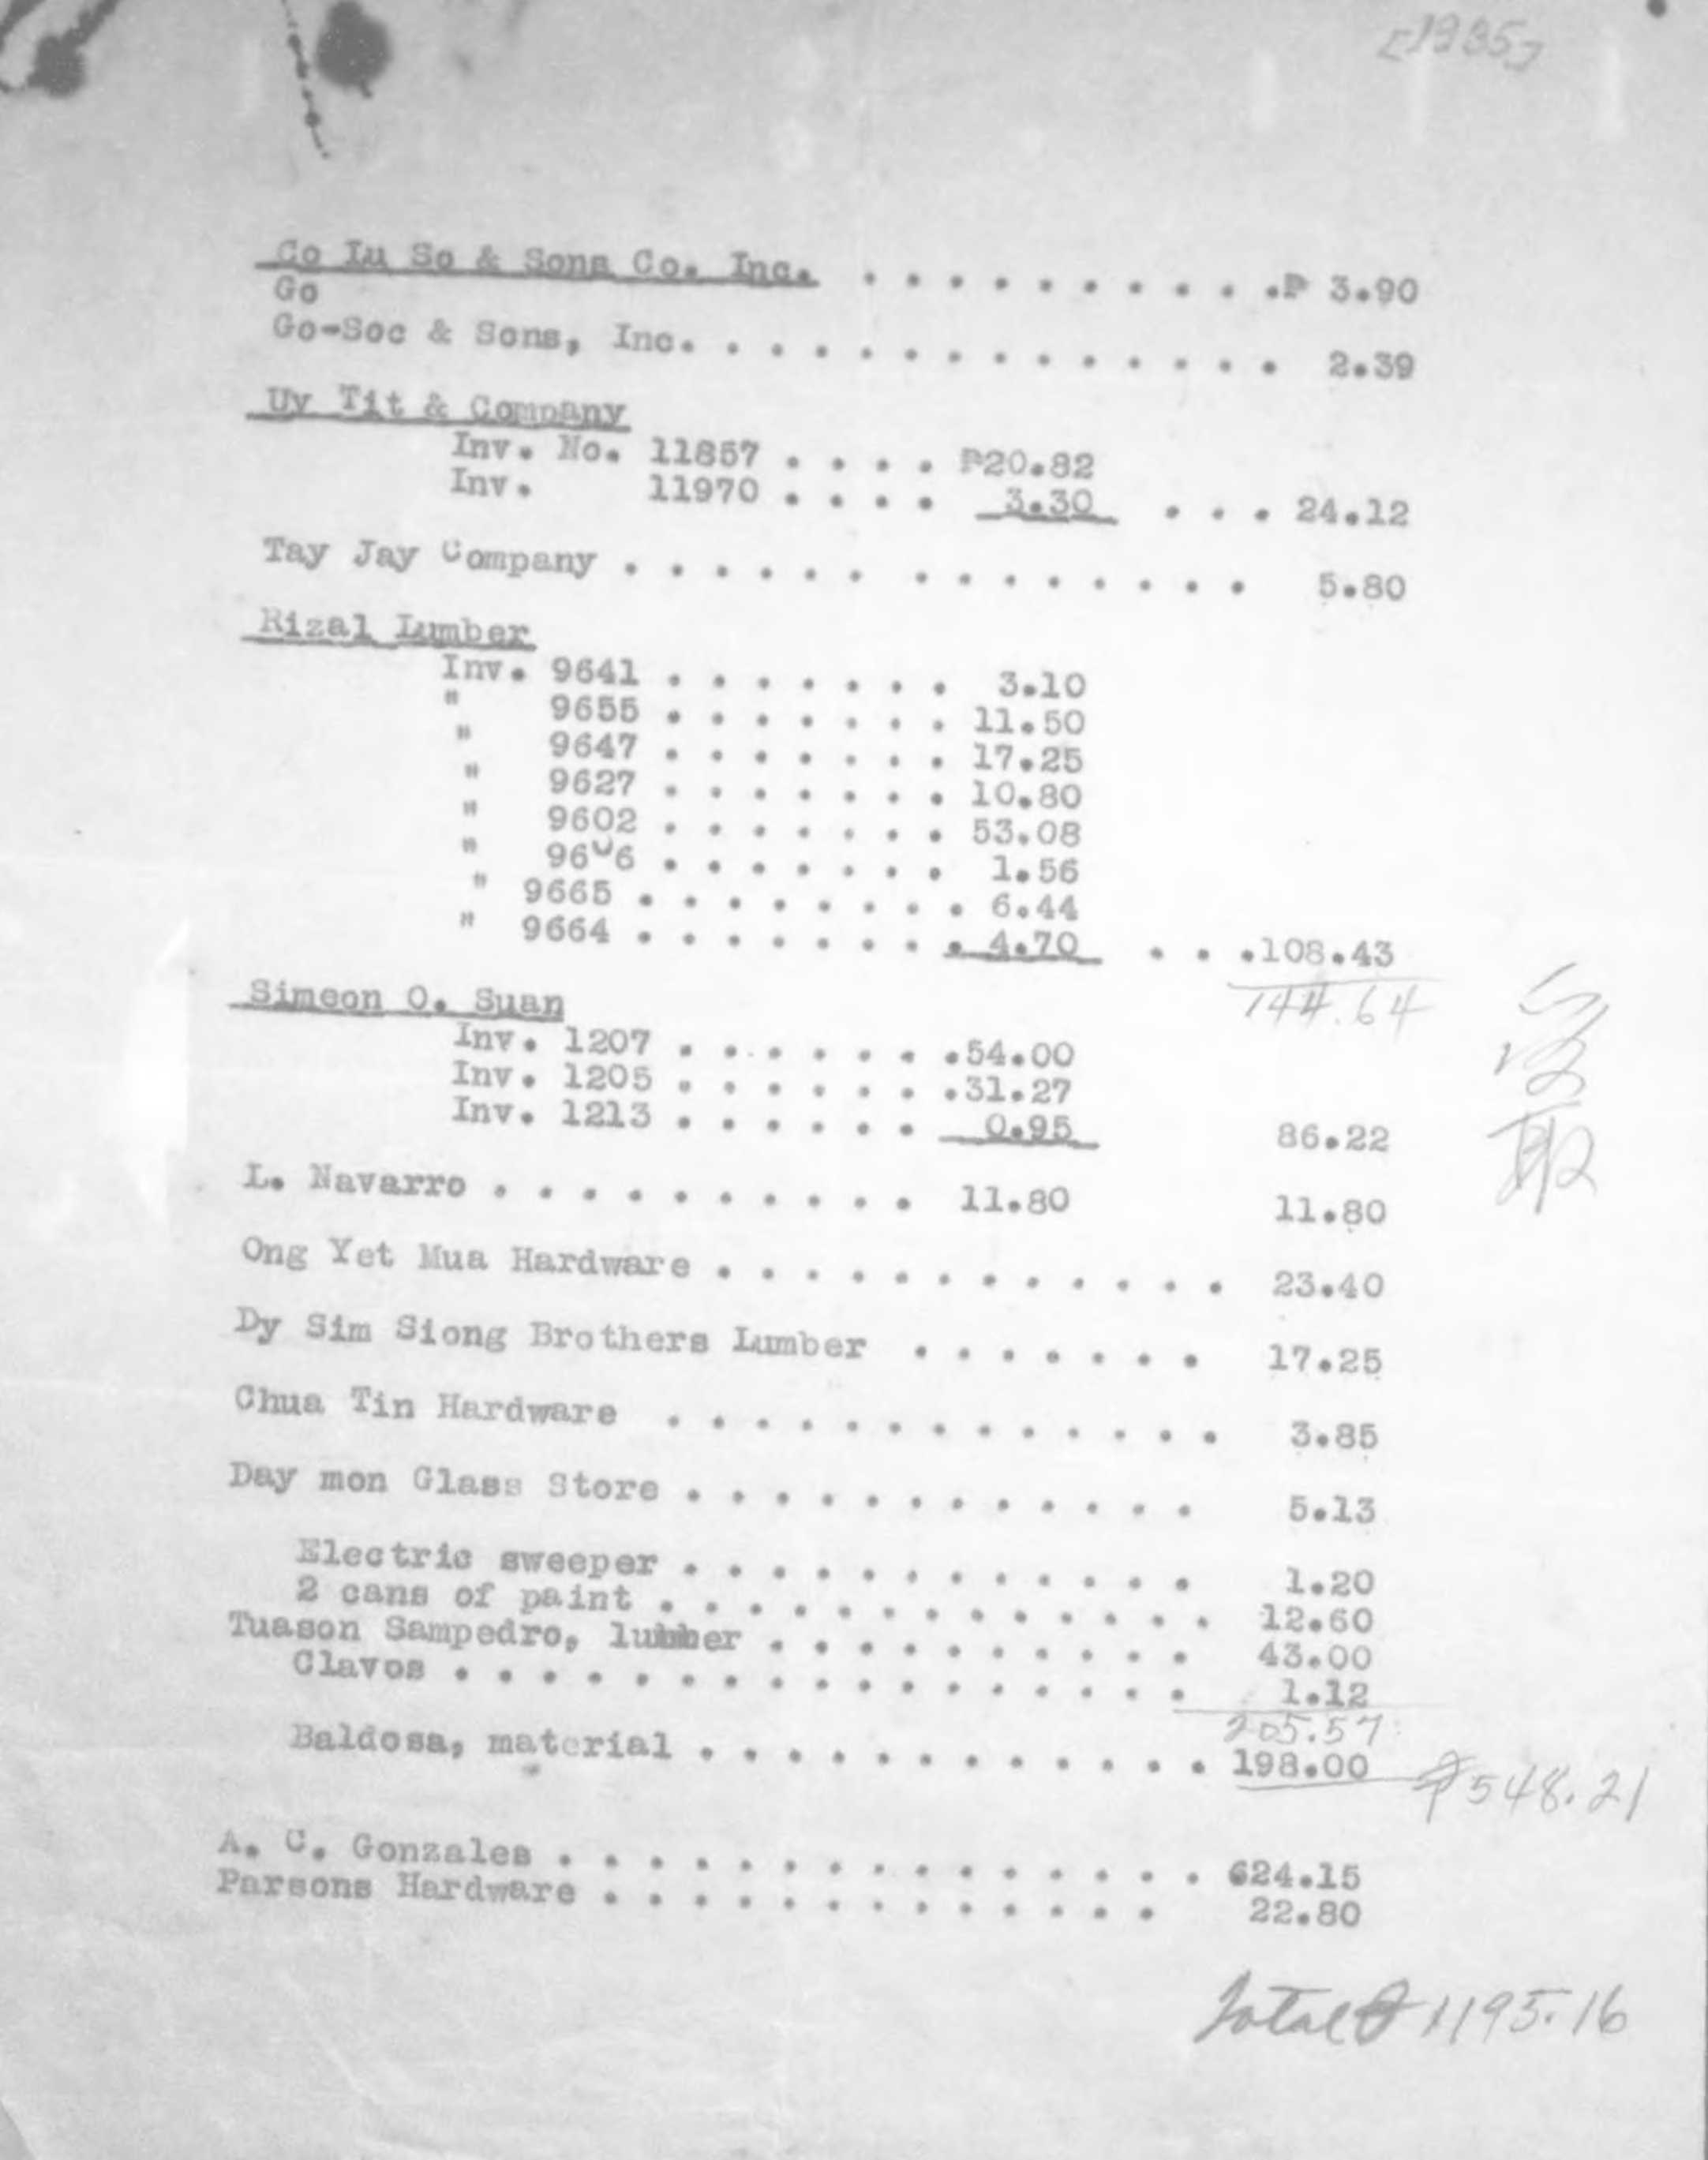 [1935]
Co Lu So & Sons Co. Inc. . . . . . . . . . . ₱ 3.90
Go
Go-Soc & Sons, Inc. . . . . . . . . . . . . . 2.39
Uy Tit & Company
Inv. No. 11857 . . . . ₱20.82
Inv. 11970 . . . . 3.30 . . . 24.12
Tay Jay Company . . . . . . . . . . . . . . 5.80
Rizal Lumber
Inv. 9641 . . . . . . . 3.10
" 9655 . . . . . . . 11.50
" 9647 . . . . . . . 17.25
" 9627 . . . . . . . 10.80
" 9602 . . . . . . . 53.08
" 9606 . . . . . . . 1.56
" 9665 . . . . . . . . 6.44
" 9664 . . . . . . . . 4.70 . . .108.43
144.64
Simeon O. Suan
Inv. 1207 . . . . . . .54.00
Inv. 1205 . . . . . . .31.27
Inv. 1213 . . . . . . 0.95 86.22
L. Navarro . . . . . . . . . . 11.80 11.80
Ong Yet Mua Hardware . . . . . . . . . . . . 23.40
Dy Sim Siong Brothers Lumber . . . . . . . 17.25
Chua Tin Hardware . . . . . . . . . . . . . 3.85
Day mon Glass Store . . . . . . . . . . . . 5.13
Electric sweeper . . . . . . . . . . . . 1.20
2 cans of paint . . . . . . . . . . . . . 12.60
Tuason Sampedro, lumber . . . . . . . . . . 43.00
Clavos . . . . . . . . . . . . . . . . . 1.12
205.57
Baldosa, material . . . . . . . . . . . . 198.00 ₱548.21
A. C. Gonzales . . . . . . . . . . . . . . . 624.15
Parsons Hardware . . . . . . . . . . . . . 22.80
Total ₱ 1195.16